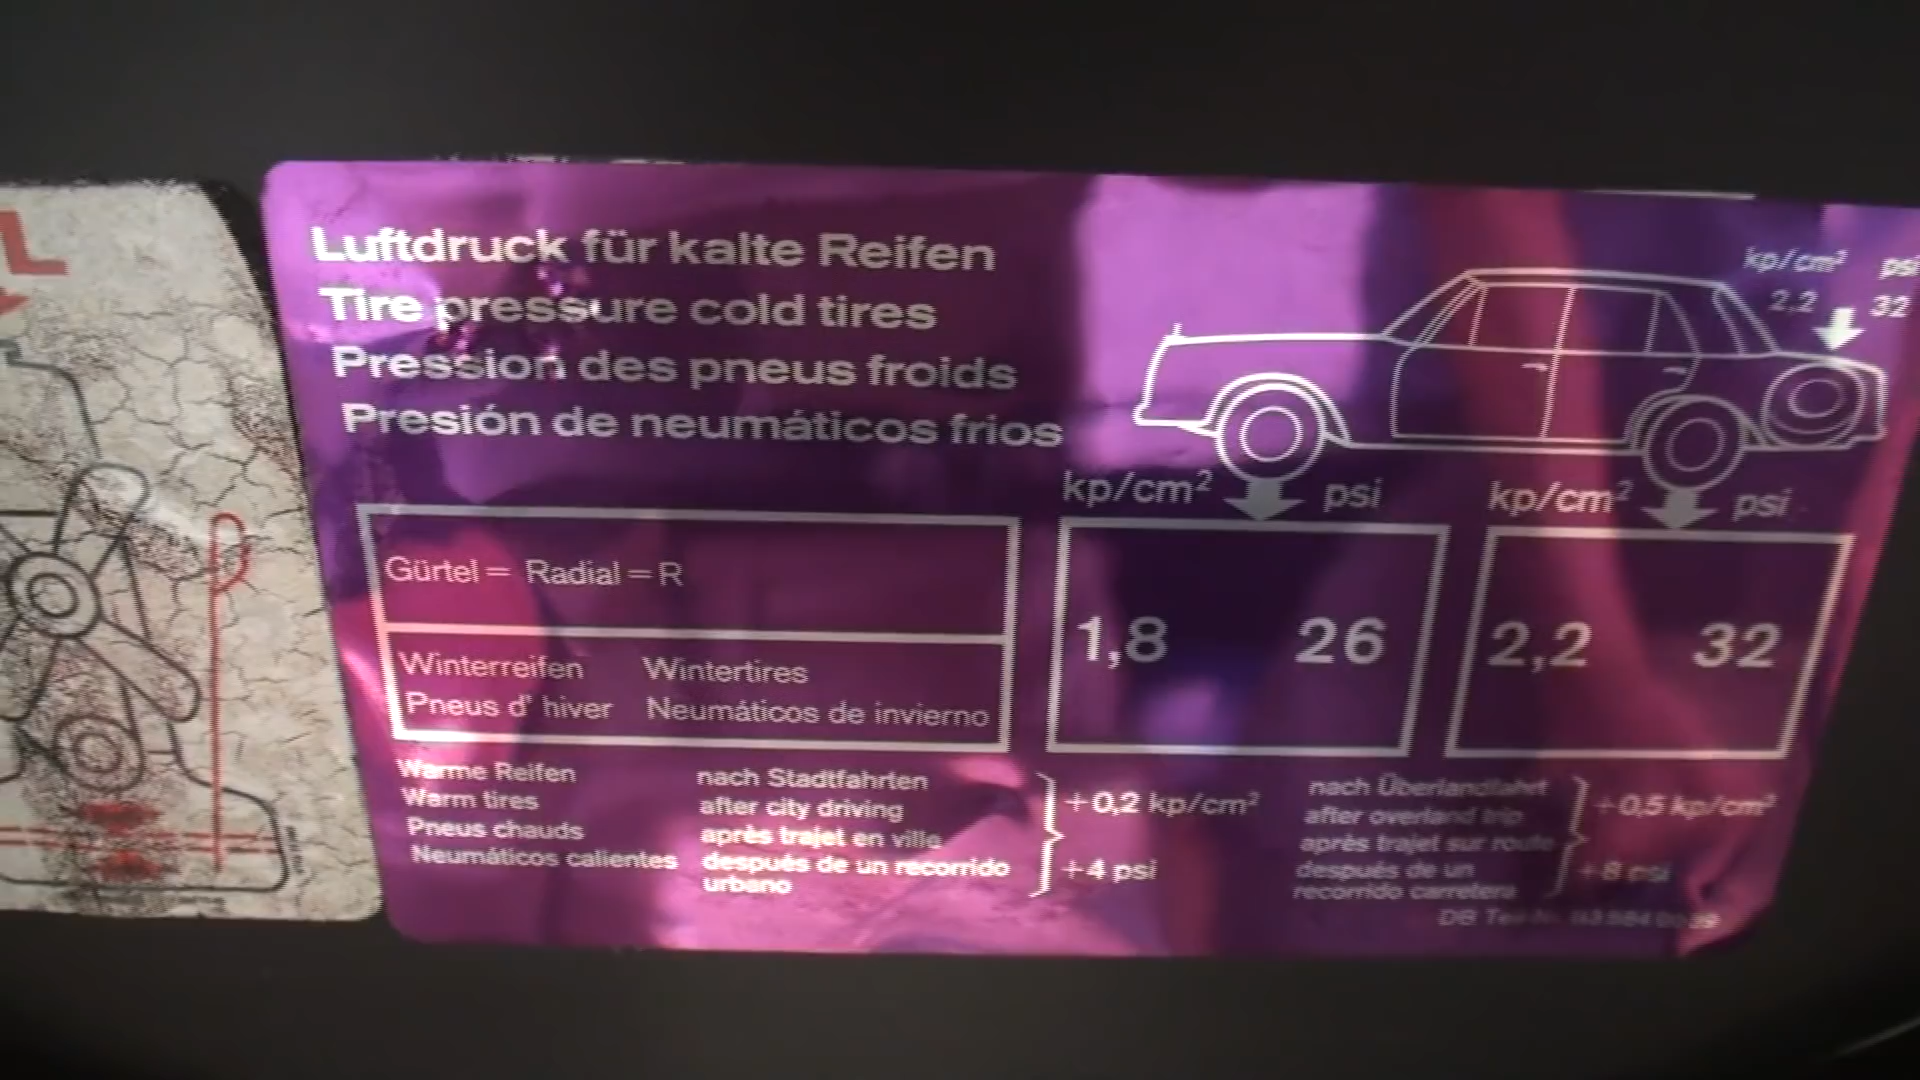 Luftdruck für kalte Reifen
Tire pressure cold tires
Pression des pneus froids
Presión de neumáticos frios
kp/cm² psi
2,2 32
kp/cm² psi
kp/cm² psi
Gürtel = Radial = R
Winterreifen Wintertires
Pneus d' hiver Neumáticos de invierno
1,8 26
2,2 32
Warme Reifen
Warm tires
Pneus chauds
Neumáticos calientes
nach Stadtfahrten
after city driving
après trajet en ville
después de un recorrido
urbano
+0,2 kp/cm²
+4 psi
nach Überlandfahrt
after overland trip
après trajet sur route
después de un
recorrido carretera
+0,5 kp/cm²
+8 psi
DB Teil-Nr.